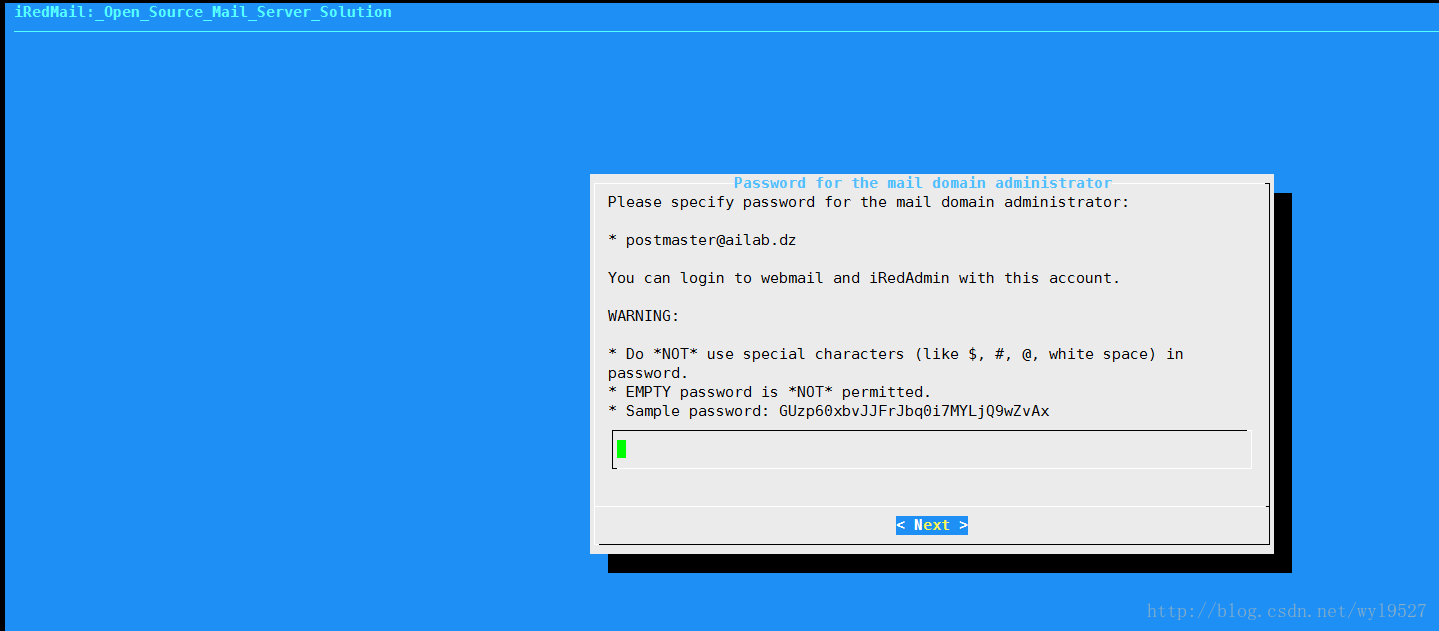 iRedMail:_Open_Source_Mail_Server_Solution
Password for the mail domain administrator
Please specify password for the mail domain administrator:
* postmaster@ailab.dz
You can login to webmail and iRedAdmin with this account.
WARNING:
* Do *NOT* use special characters (like $, #, @, white space) in
password.
* EMPTY password is *NOT* permitted.
* Sample password: GUzp60xbvJJFrJbq0i7MYLjQ9wZvAx
< Next >
http://blog.csdn.net/wyl9527